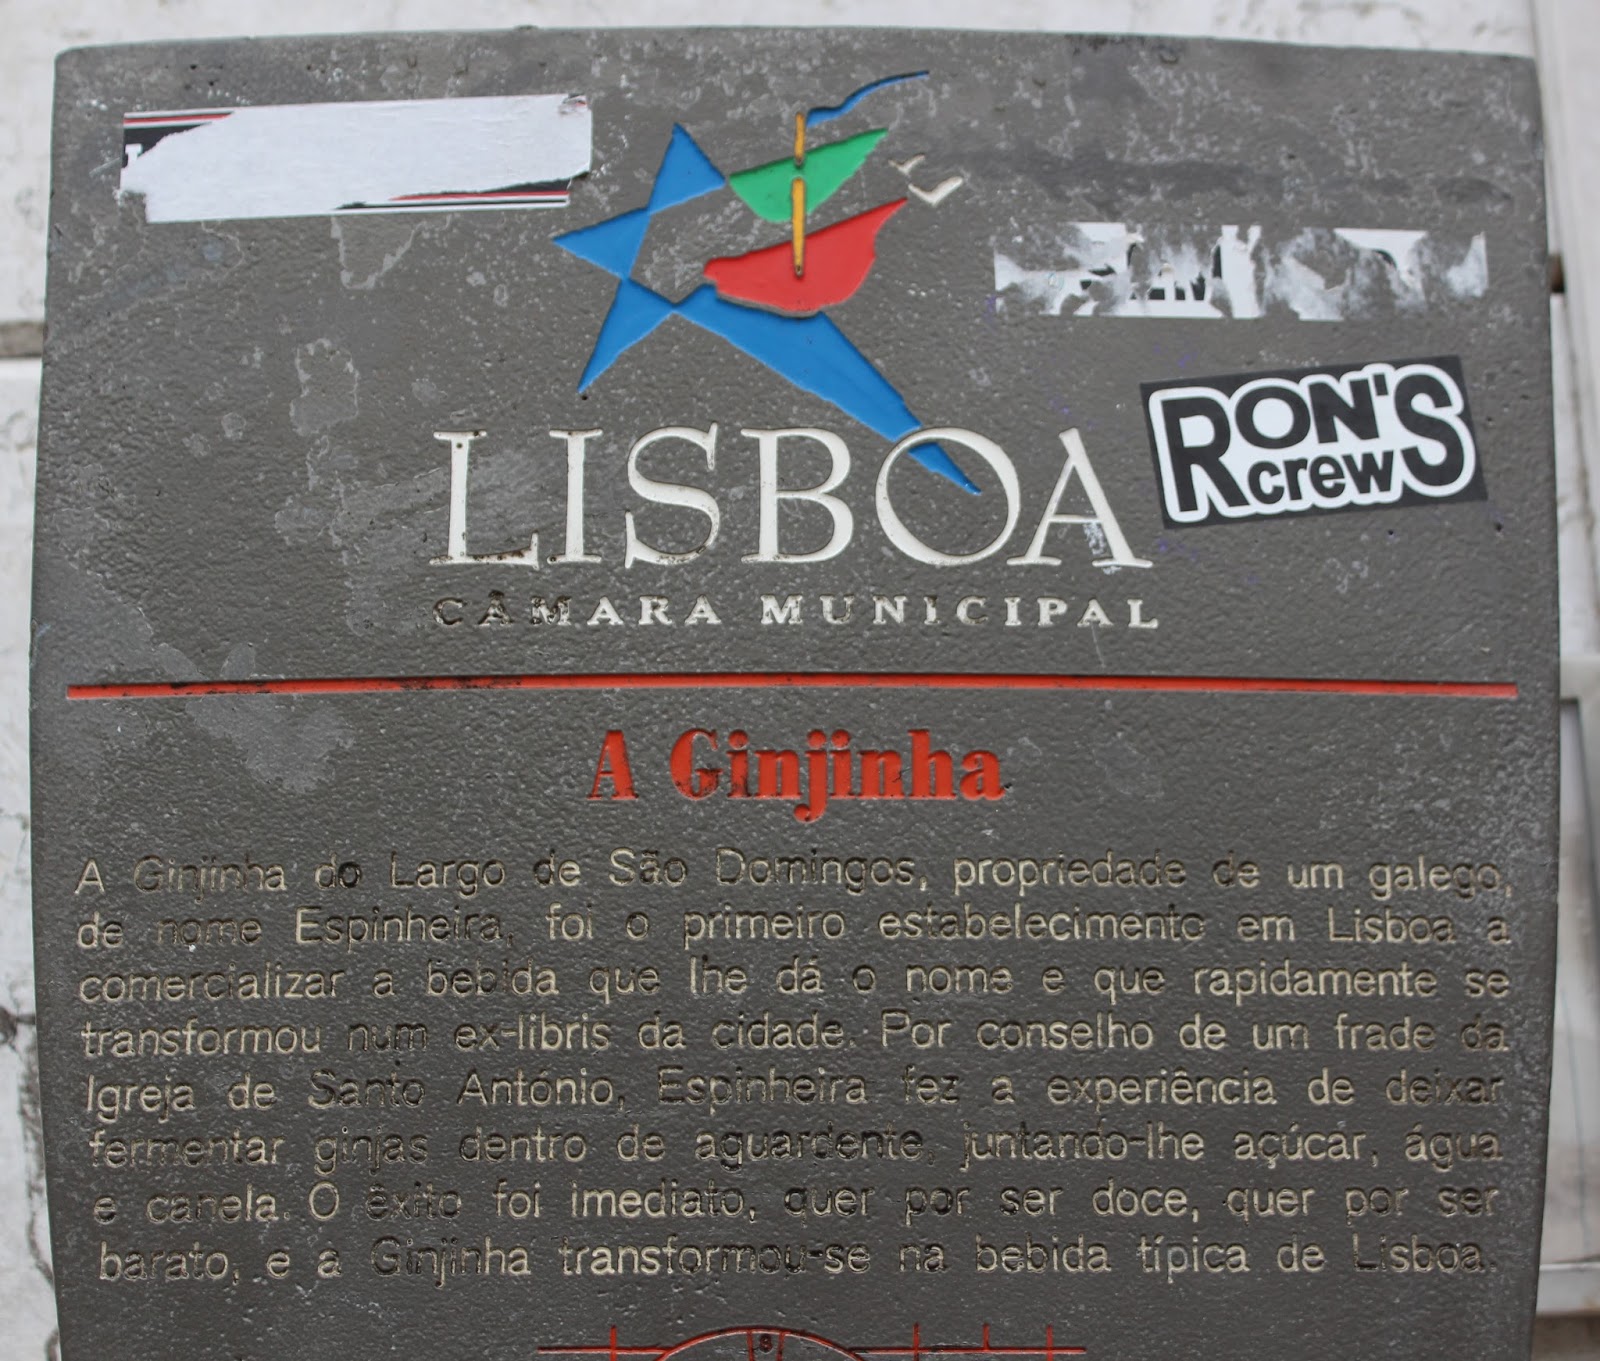 LISBOA
CÂMARA MUNICIPAL
RON'S
crew
A Ginjinha
A Ginjinha do Largo de São Domingos, propriedade de um galego,
de nome Espinheira, foi o primeiro estabelecimento em Lisboa a
comercializar a bebida que lhe dá o nome e que rapidamente se
transformou num ex-libris da cidade. Por conselho de um frade da
Igreja de Santo António, Espinheira fez a experiência de deixar
fermentar ginjas dentro de aguardente, juntando-lhe açúcar, água
e canela. O êxito foi imediato, quer por ser doce, quer por ser
barato, e a Ginjinha transformou-se na bebida típica de Lisboa.
8